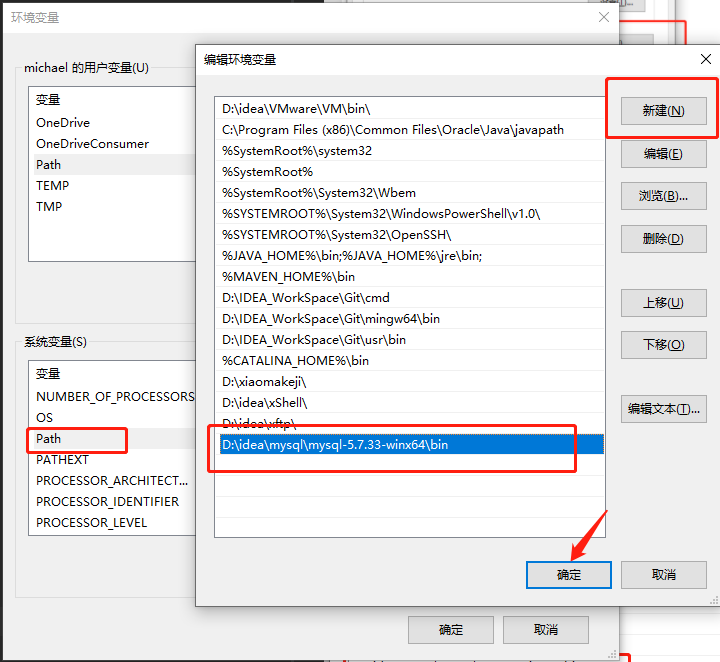 环境变量
michael 的用户变量(U)
变量
OneDrive
OneDriveConsumer
Path
TEMP
TMP
系统变量(S)
变量
NUMBER_OF_PROCESSORS
OS
Path
PATHEXT
PROCESSOR_ARCHITECT...
PROCESSOR_IDENTIFIER
PROCESSOR_LEVEL
确定
取消
编辑环境变量
D:\idea\VMware\VM\bin\
C:\Program Files (x86)\Common Files\Oracle\Java\javapath
%SystemRoot%\system32
%SystemRoot%
%SystemRoot%\System32\Wbem
%SYSTEMROOT%\System32\WindowsPowerShell\v1.0\
%SYSTEMROOT%\System32\OpenSSH\
%JAVA_HOME%\bin;%JAVA_HOME%\jre\bin;
%MAVEN_HOME%\bin
D:\IDEA_WorkSpace\Git\cmd
D:\IDEA_WorkSpace\Git\mingw64\bin
D:\IDEA_WorkSpace\Git\usr\bin
%CATALINA_HOME%\bin
D:\xiaomakeji\
D:\idea\xShell\
D:\idea\xftp\
D:\idea\mysql\mysql-5.7.33-winx64\bin
新建(N)
编辑(E)
浏览(B)...
删除(D)
上移(U)
下移(O)
编辑文本(T)...
确定
取消